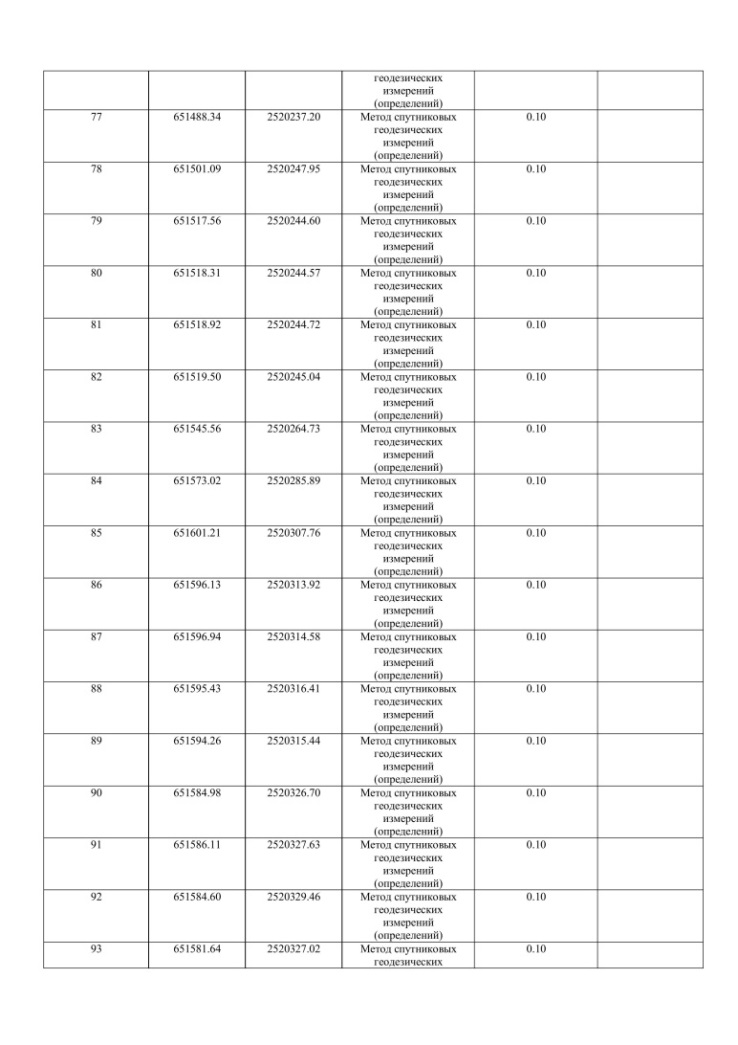 геодезических
измерений
(определений)
77 651488.34 2520237.20 Метод спутниковых 0.10
геодезических
измерений
(определений)
78 651501.09 2520247.95 Метод спутниковых 0.10
геодезических
измерений
(определений)
79 651517.56 2520244.60 Метод спутниковых 0.10
геодезических
измерений
(определений)
80 651518.31 2520244.57 Метод спутниковых 0.10
геодезических
измерений
(определений)
81 651518.92 2520244.72 Метод спутниковых 0.10
геодезических
измерений
(определений)
82 651519.50 2520245.04 Метод спутниковых 0.10
геодезических
измерений
(определений)
83 651545.56 2520264.73 Метод спутниковых 0.10
геодезических
измерений
(определений)
84 651573.02 2520285.89 Метод спутниковых 0.10
геодезических
измерений
(определений)
85 651601.21 2520307.76 Метод спутниковых 0.10
геодезических
измерений
(определений)
86 651596.13 2520313.92 Метод спутниковых 0.10
геодезических
измерений
(определений)
87 651596.94 2520314.58 Метод спутниковых 0.10
геодезических
измерений
(определений)
88 651595.43 2520316.41 Метод спутниковых 0.10
геодезических
измерений
(определений)
89 651594.26 2520315.44 Метод спутниковых 0.10
геодезических
измерений
(определений)
90 651584.98 2520326.70 Метод спутниковых 0.10
геодезических
измерений
(определений)
91 651586.11 2520327.63 Метод спутниковых 0.10
геодезических
измерений
(определений)
92 651584.60 2520329.46 Метод спутниковых 0.10
геодезических
измерений
(определений)
93 651581.64 2520327.02 Метод спутниковых 0.10
геодезических